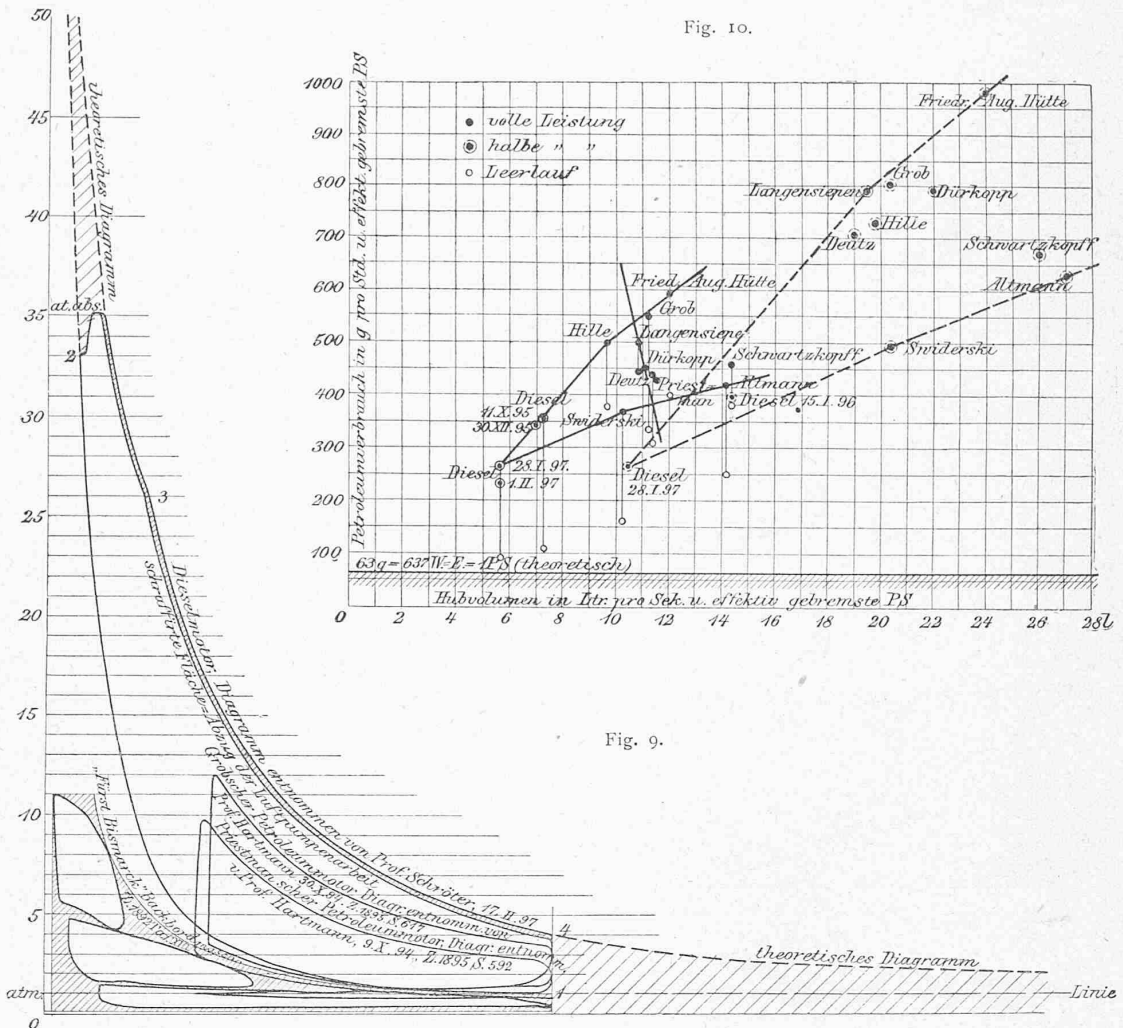 Fig. 10.
Petroleumverbrauch in g pro Std. u. effekt. gebremste PS
1000
900
800
700
600
500
400
300
200
100
volle Leistung
halbe " "
Leerlauf
Friedr. Aug. Hütte
Grob
Langensiepen
Dürkopp
Hille
Deutz
Schwartzkopff
Altmann
Swiderski
Fried. Aug. Hütte
Grob
Hille
Langensiepe
Dürkopp
Schwartzkopff
Deutz
Priest=
man
Altmann
Diesel 15.I.96
Diesel
11.X.95
30.XII.95
Swiderski
Diesel
28.I.97.
1.II.97
Diesel
28.I.97
63g = 637 W.-E. = 1PS (theoretisch)
Hubvolumen in Ltr. pro Sek. u. effektiv gebremste PS
0 2 4 6 8 10 12 14 16 18 20 22 24 26 28l
Fig. 9.
50
45
40
35
30
25
20
15
10
5
0
at. abs.
theoretisches Diagramm
2
3
Dieselmotor, Diagramm entnommen von Prof. Schröter, 17.II.97
schraffirte Fläche = Abzug der Luftpumpenarbeit
Grobscher Petroleummotor. Diagr. entnomm. von
Prof. Hartmann, 30.X.94. Z. 1895 S. 617
Priestman'scher Petroleummotor, Diagr. entnomm.
v. Prof. Hartmann, 9.X.94, Z. 1895 S. 592
"Fürst Bismarck"
4
1
theoretisches Diagramm
atm.
Linie